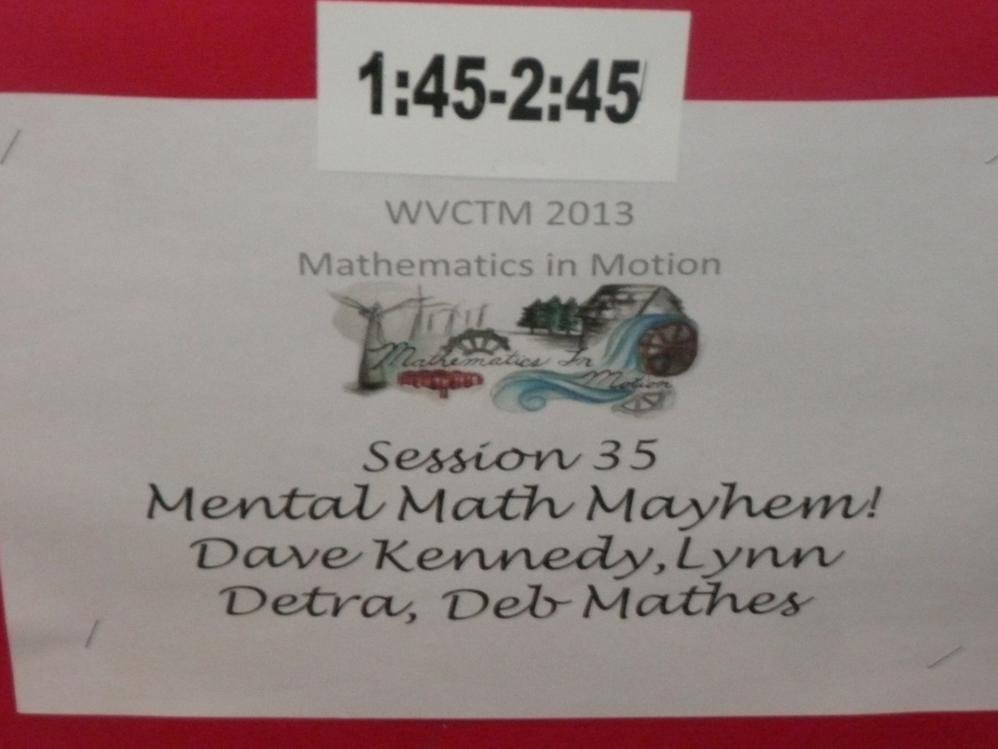 1:45-2:45
WVCTM 2013
Mathematics in Motion
Mathematics In
Motion
Session 35
Mental Math Mayhem!
Dave Kennedy, Lynn
Detra, Deb Mathes